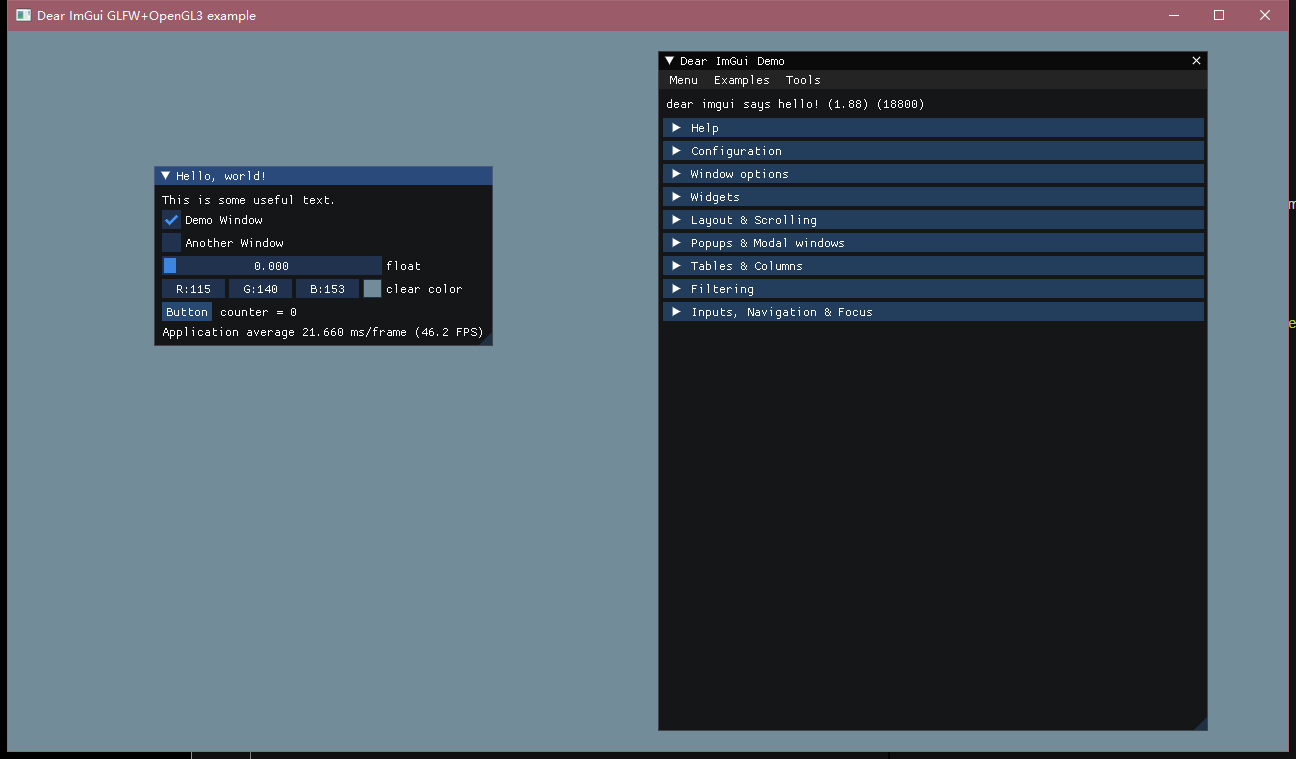 Dear ImGui GLFW+OpenGL3 example
Hello, world!
This is some useful text.
Demo Window
Another Window
0.000 float
R:115 G:140 B:153 clear color
Button counter = 0
Application average 21.660 ms/frame (46.2 FPS)
Dear ImGui Demo
Menu Examples Tools
dear imgui says hello! (1.88) (18800)
Help
Configuration
Window options
Widgets
Layout & Scrolling
Popups & Modal windows
Tables & Columns
Filtering
Inputs, Navigation & Focus